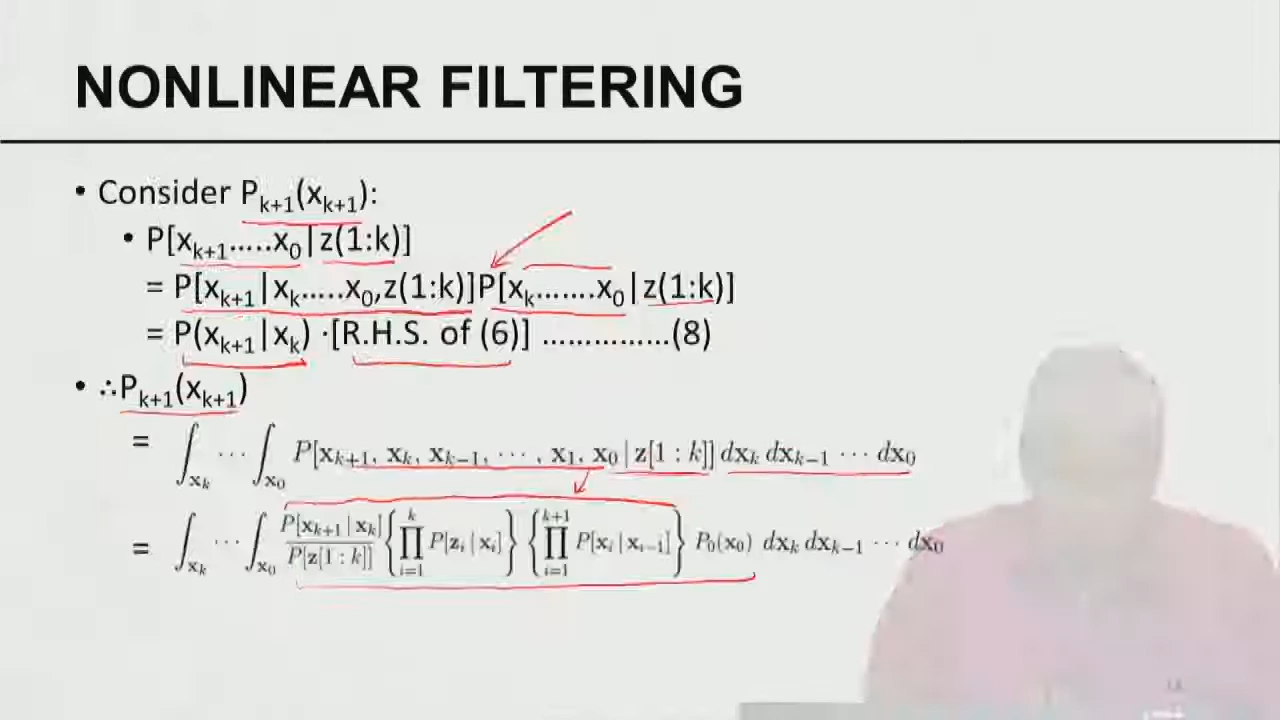 NONLINEAR FILTERING
• Consider Pₖ₊₁(xₖ₊₁):
• P[xₖ₊₁.....x₀|z(1:k)]
= P[xₖ₊₁|xₖ.....x₀,z(1:k)]P[xₖ.......x₀|z(1:k)]
= P(xₖ₊₁|xₖ) ·[R.H.S. of (6)] ...............(8)
• ∴Pₖ₊₁(xₖ₊₁)
= ∫_{xₖ} ··· ∫_{x₀} P[xₖ₊₁, xₖ, xₖ₋₁, ··· , x₁, x₀ | z[1 : k]] dxₖ dxₖ₋₁ ··· dx₀
= ∫_{xₖ} ··· ∫_{x₀} P[xₖ₊₁ | xₖ] / P[z[1 : k]] {∏_{i=1}^{k} P[zᵢ | xᵢ]} {∏_{i=1}^{k+1} P[xᵢ | xᵢ₋₁]} P₀(x₀) dxₖ dxₖ₋₁ ··· dx₀